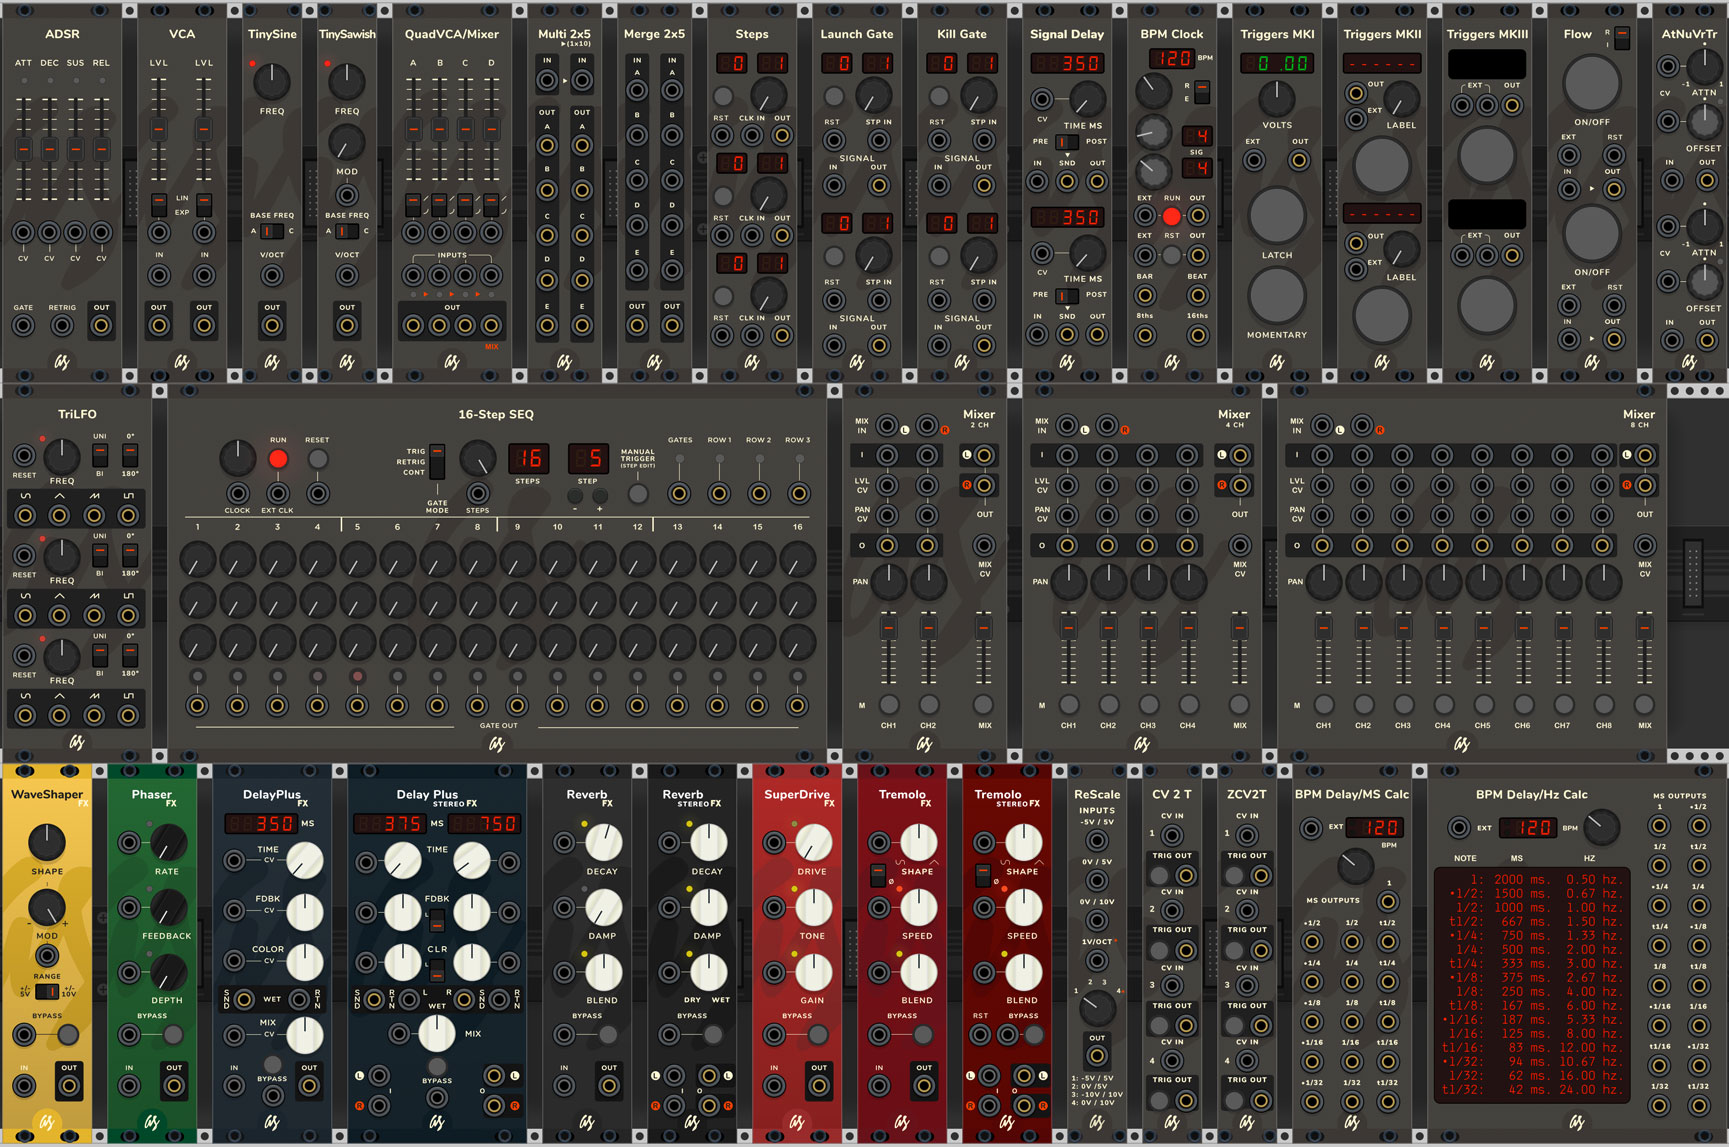 ADSR
ATT DEC SUS REL
CV CV CV CV
GATE RETRIG OUT
VCA
LVL LVL
LIN
EXP
IN IN
OUT OUT
TinySine
FREQ
BASE FREQ
A C
V/OCT
OUT
TinySawish
FREQ
MOD
BASE FREQ
A C
V/OCT
OUT
QuadVCA/Mixer
A B C D
INPUTS
OUT
MIX
Multi 2x5
(1x10)
IN IN
OUT OUT
A A
B B
C C
D D
E E
Merge 2x5
IN IN
A A
B B
C C
D D
E E
OUT OUT
Steps
0 1
RST CLK IN OUT
0 1
RST CLK IN OUT
0 1
RST CLK IN OUT
Launch Gate
0 1
RST STP IN
SIGNAL
IN OUT
0 1
RST STP IN
SIGNAL
IN OUT
Kill Gate
0 1
RST STP IN
SIGNAL
IN OUT
0 1
RST STP IN
SIGNAL
IN OUT
Signal Delay
350
CV
TIME MS
PRE POST
IN SND OUT
350
CV
TIME MS
PRE POST
IN SND OUT
BPM Clock
120 BPM
R
E
4
SIG
4
EXT RUN OUT
EXT RST OUT
BAR BEAT
8ths 16ths
Triggers MKI
0.00
VOLTS
EXT OUT
LATCH
MOMENTARY
Triggers MKII
------
OUT
EXT LABEL
------
OUT
EXT LABEL
Triggers MKIII
EXT OUT
EXT OUT
Flow
R
I
ON/OFF
EXT RST
IN OUT
ON/OFF
EXT RST
IN OUT
AtNuVrTr
CV -1 1
ATTN
OFFSET
IN OUT
CV -1 1
ATTN
OFFSET
IN OUT
TriLFO
UNI 0°
RESET FREQ BI 180°
UNI 0°
RESET FREQ BI 180°
UNI 0°
RESET FREQ BI 180°
16-Step SEQ
RUN RESET
CLOCK EXT CLK
TRIG
RETRIG
CONT
GATE
MODE
STEPS
16
STEPS
5
STEP
- +
MANUAL
TRIGGER
(STEP EDIT)
GATES ROW 1 ROW 2 ROW 3
1 2 3 4 5 6 7 8 9 10 11 12 13 14 15 16
GATE OUT
Mixer
2 CH
MIX
IN L R
I L
LVL
CV R
PAN
CV OUT
O
MIX
CV
PAN
M
CH1 CH2 MIX
Mixer
4 CH
MIX
IN L R
I L
LVL
CV R
PAN
CV OUT
O
MIX
CV
PAN
M
CH1 CH2 CH3 CH4 MIX
Mixer
8 CH
MIX
IN L R
I L
LVL
CV R
PAN
CV OUT
O
MIX
CV
PAN
M
CH1 CH2 CH3 CH4 CH5 CH6 CH7 CH8 MIX
WaveShaper
FX
SHAPE
- +
MOD
RANGE
+/-
5V
+/-
10V
BYPASS
IN OUT
Phaser
FX
RATE
FEEDBACK
DEPTH
BYPASS
IN OUT
DelayPlus
FX
350 MS
TIME
CV
FDBK
CV
COLOR
CV
SND WET RTN
MIX
CV
BYPASS
IN OUT
Delay Plus
STEREO FX
375 MS 750
TIME
FDBK
L
CLR
L
SND RTN L R SND RTN
WET
MIX
BYPASS
L I O L
R R
Reverb
FX
DECAY
DAMP
BLEND
BYPASS
IN OUT
Reverb
STEREO FX
DECAY
DAMP
DRY WET
BYPASS
L I O L
R R
SuperDrive
FX
DRIVE
TONE
GAIN
BYPASS
IN OUT
Tremolo
FX
SHAPE
Ø
SPEED
BLEND
BYPASS
IN OUT
Tremolo
STEREO FX
SHAPE
Ø
SPEED
BLEND
RST BYPASS
L I O L
R R
ReScale
INPUTS
-5V / 5V
0V / 5V
0V / 10V
1V/OCT
1 2 3 4
OUT
1: -5V / 5V
2: 0V / 5V
3: -10V / 10V
4: 0V / 10V
CV 2 T
CV IN
1
TRIG OUT
CV IN
2
TRIG OUT
CV IN
3
TRIG OUT
CV IN
4
TRIG OUT
ZCV2T
CV IN
1
TRIG OUT
CV IN
2
TRIG OUT
CV IN
3
TRIG OUT
CV IN
4
TRIG OUT
BPM Delay/MS Calc
EXT 120
BPM
1
MS OUTPUTS
•1/2 1/2 t1/2
•1/4 1/4 t1/4
•1/8 1/8 t1/8
•1/16 1/16 t1/16
•1/32 1/32 t1/32
BPM Delay/Hz Calc
EXT 120 BPM
NOTE MS HZ
1: 2000 ms. 0.50 hz.
•1/2: 1500 ms. 0.67 hz.
1/2: 1000 ms. 1.00 hz.
t1/2: 667 ms. 1.50 hz.
•1/4: 750 ms. 1.33 hz.
1/4: 500 ms. 2.00 hz.
t1/4: 333 ms. 3.00 hz.
•1/8: 375 ms. 2.67 hz.
1/8: 250 ms. 4.00 hz.
t1/8: 167 ms. 6.00 hz.
•1/16: 187 ms. 5.33 hz.
1/16: 125 ms. 8.00 hz.
t1/16: 83 ms. 12.00 hz.
•1/32: 94 ms. 10.67 hz.
1/32: 62 ms. 16.00 hz.
t1/32: 42 ms. 24.00 hz.
MS OUTPUTS
1 •1/2
1/2 t1/2
•1/4 1/4
t1/4 •1/8
1/8 t1/8
•1/16 1/16
t1/16 •1/32
1/32 t1/32